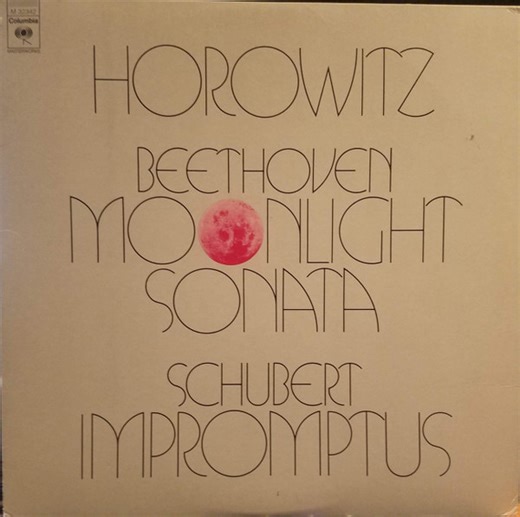 Columbia
HOROWITZ
BEETHOVEN
MOONLIGHT
SONATA
SCHUBERT
IMPROMPTUS